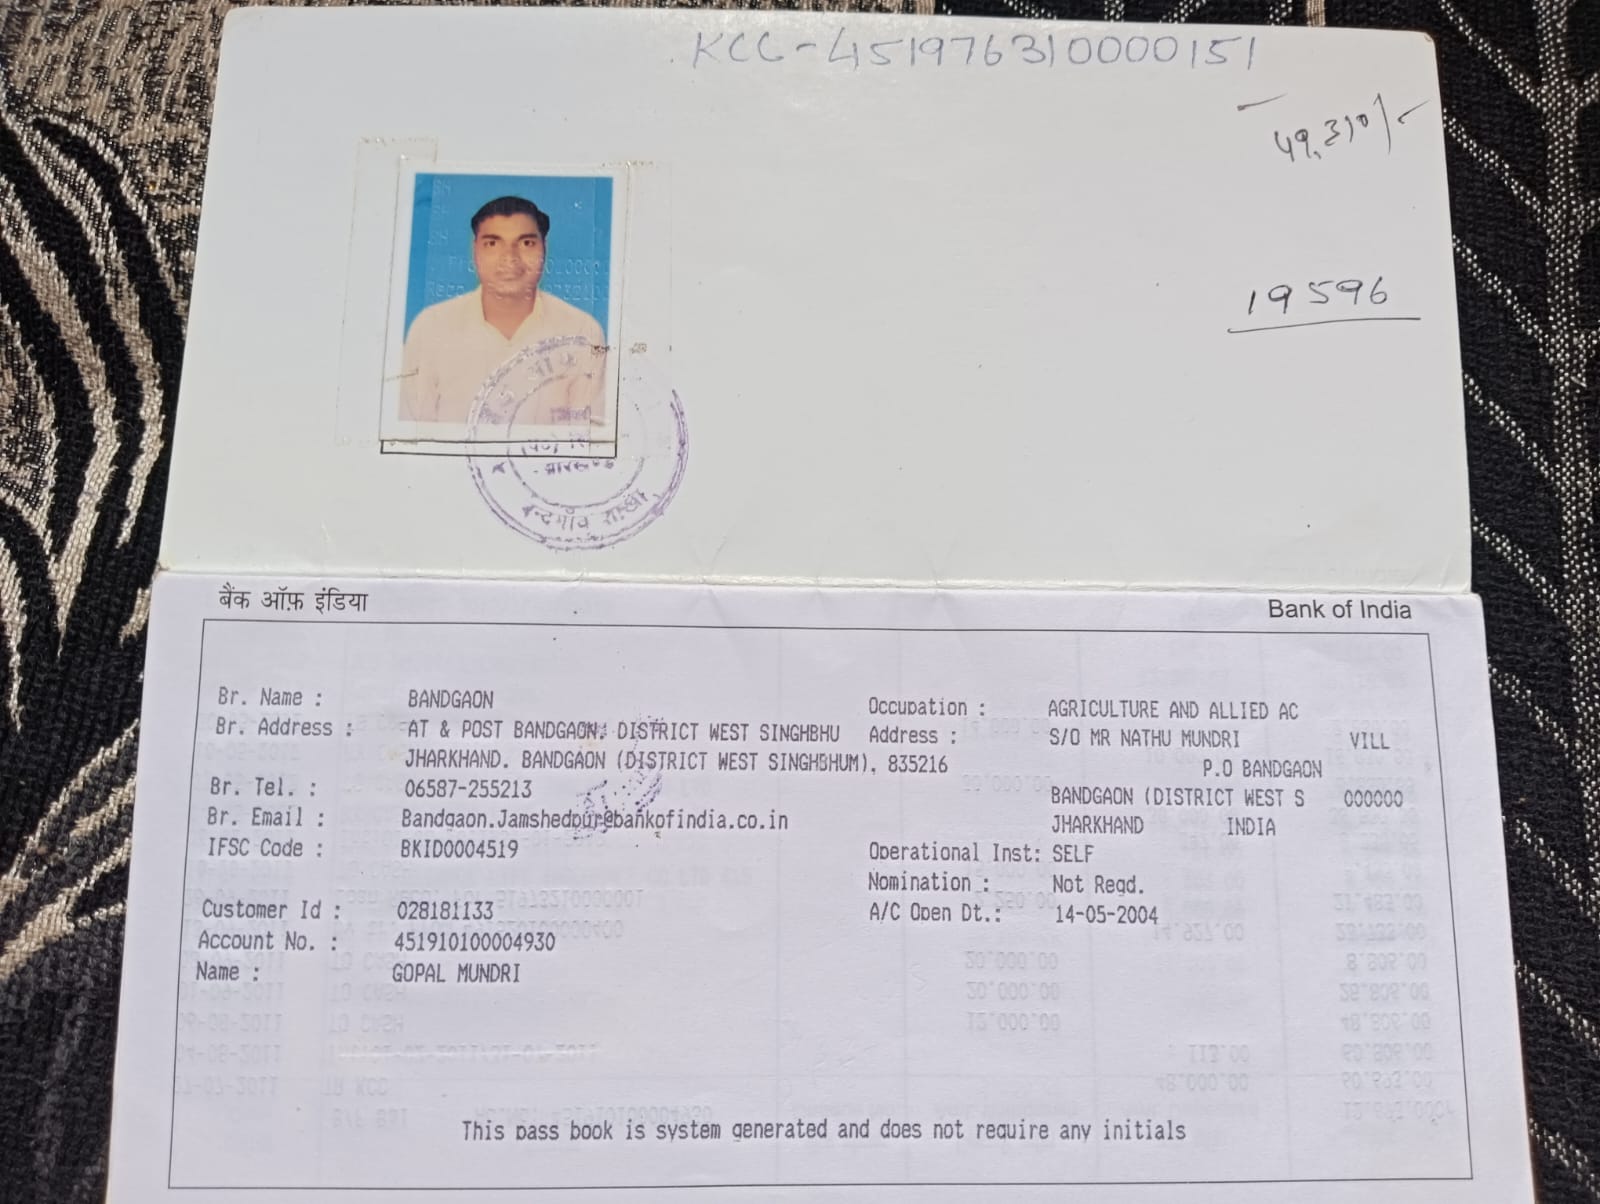 KCC-451976310000151
49,310/-
19596
बन्दगाँव शाखा
बैंक ऑफ़ इंडिया Bank of India
Br. Name : BANDGAON
Br. Address : AT & POST BANDGAON. DISTRICT WEST SINGHBHU
JHARKHAND. BANDGAON (DISTRICT WEST SINGHBHUM), 835216
Br. Tel. : 06587-255213
Br. Email : Bandgaon.Jamshedpur@bankofindia.co.in
IFSC Code : BKID0004519
Customer Id : 028181133
Account No. : 451910100004930
Name : GOPAL MUNDRI
Occupation : AGRICULTURE AND ALLIED AC
Address : S/O MR NATHU MUNDRI VILL
P.O BANDGAON
BANDGAON (DISTRICT WEST S 000000
JHARKHAND INDIA
Operational Inst: SELF
Nomination : Not Regd.
A/C Open Dt.: 14-05-2004
This pass book is system generated and does not require any initials